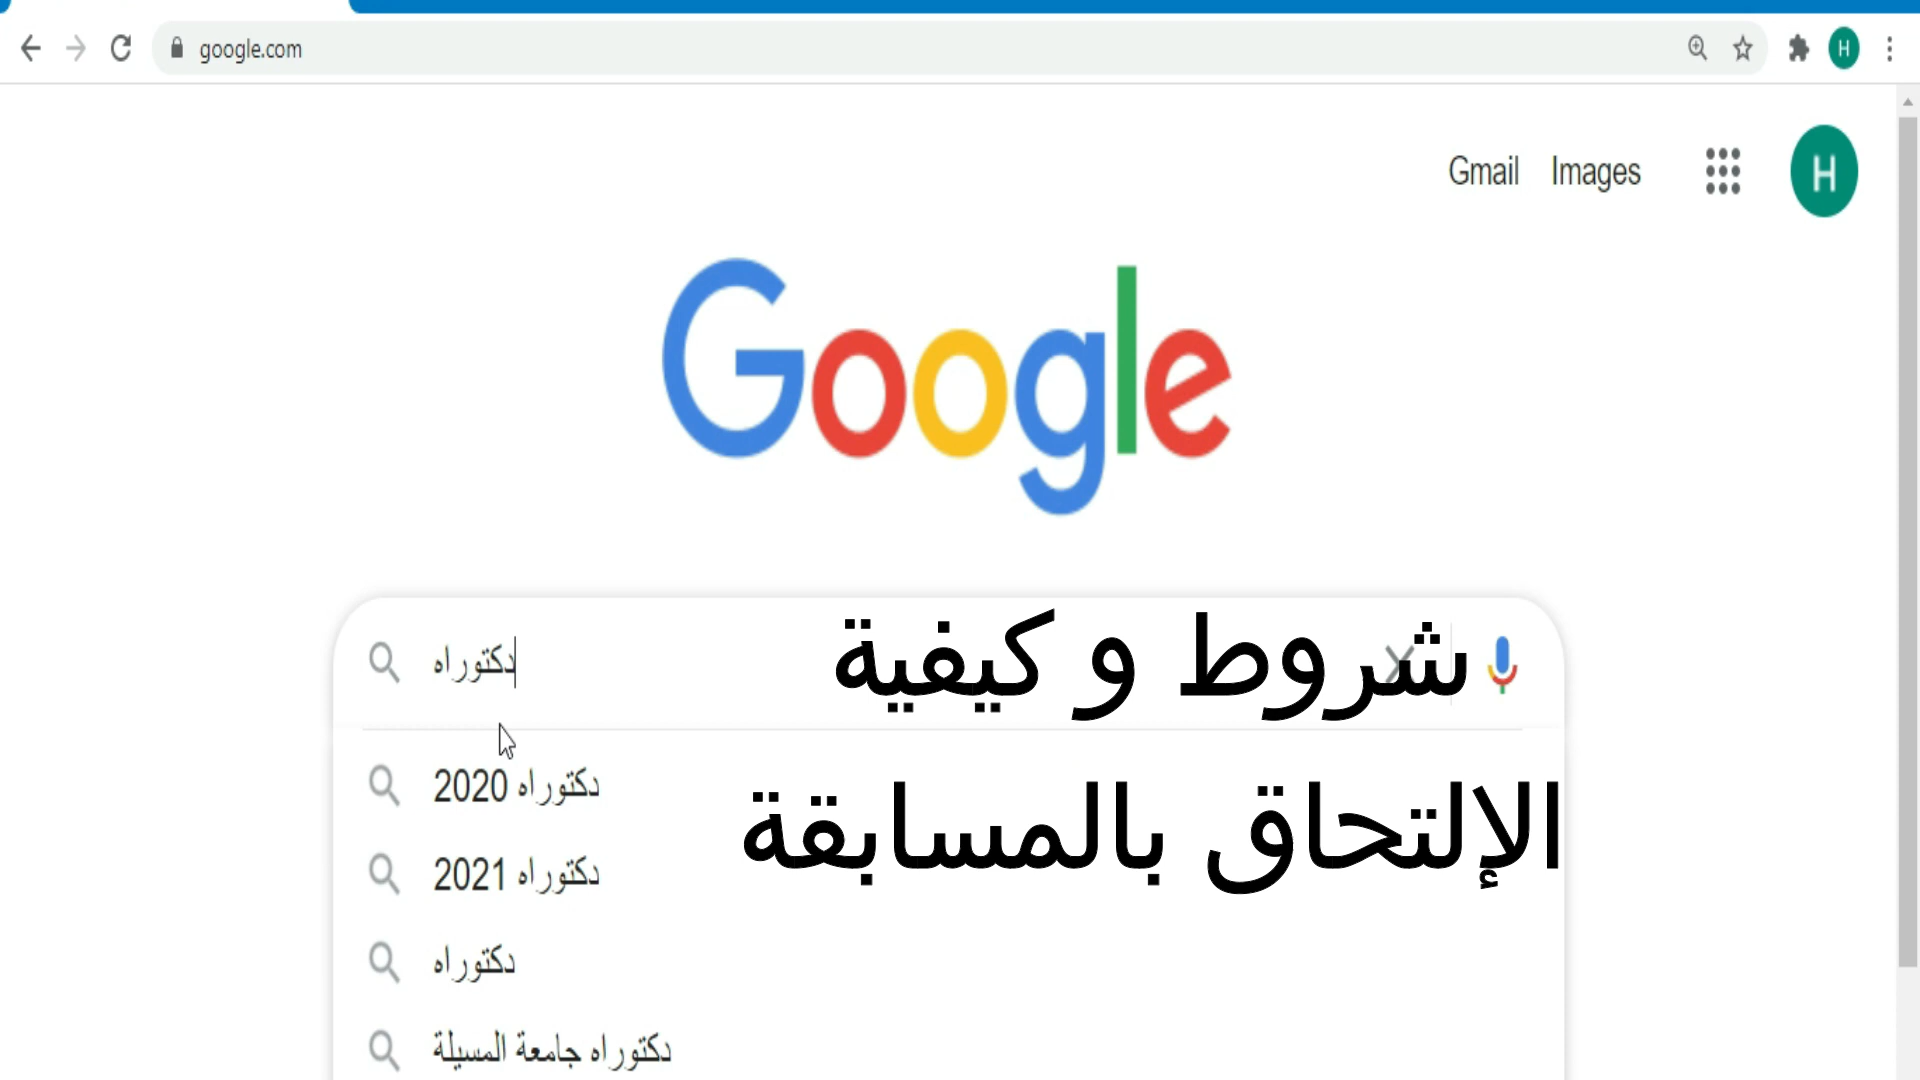 google.com
H
Gmail Images
H
Google
دكتوراه
شروط و كيفية
الإلتحاق بالمسابقة
دكتوراه 2020
دكتوراه 2021
دكتوراه
دكتوراه جامعة المسيلة